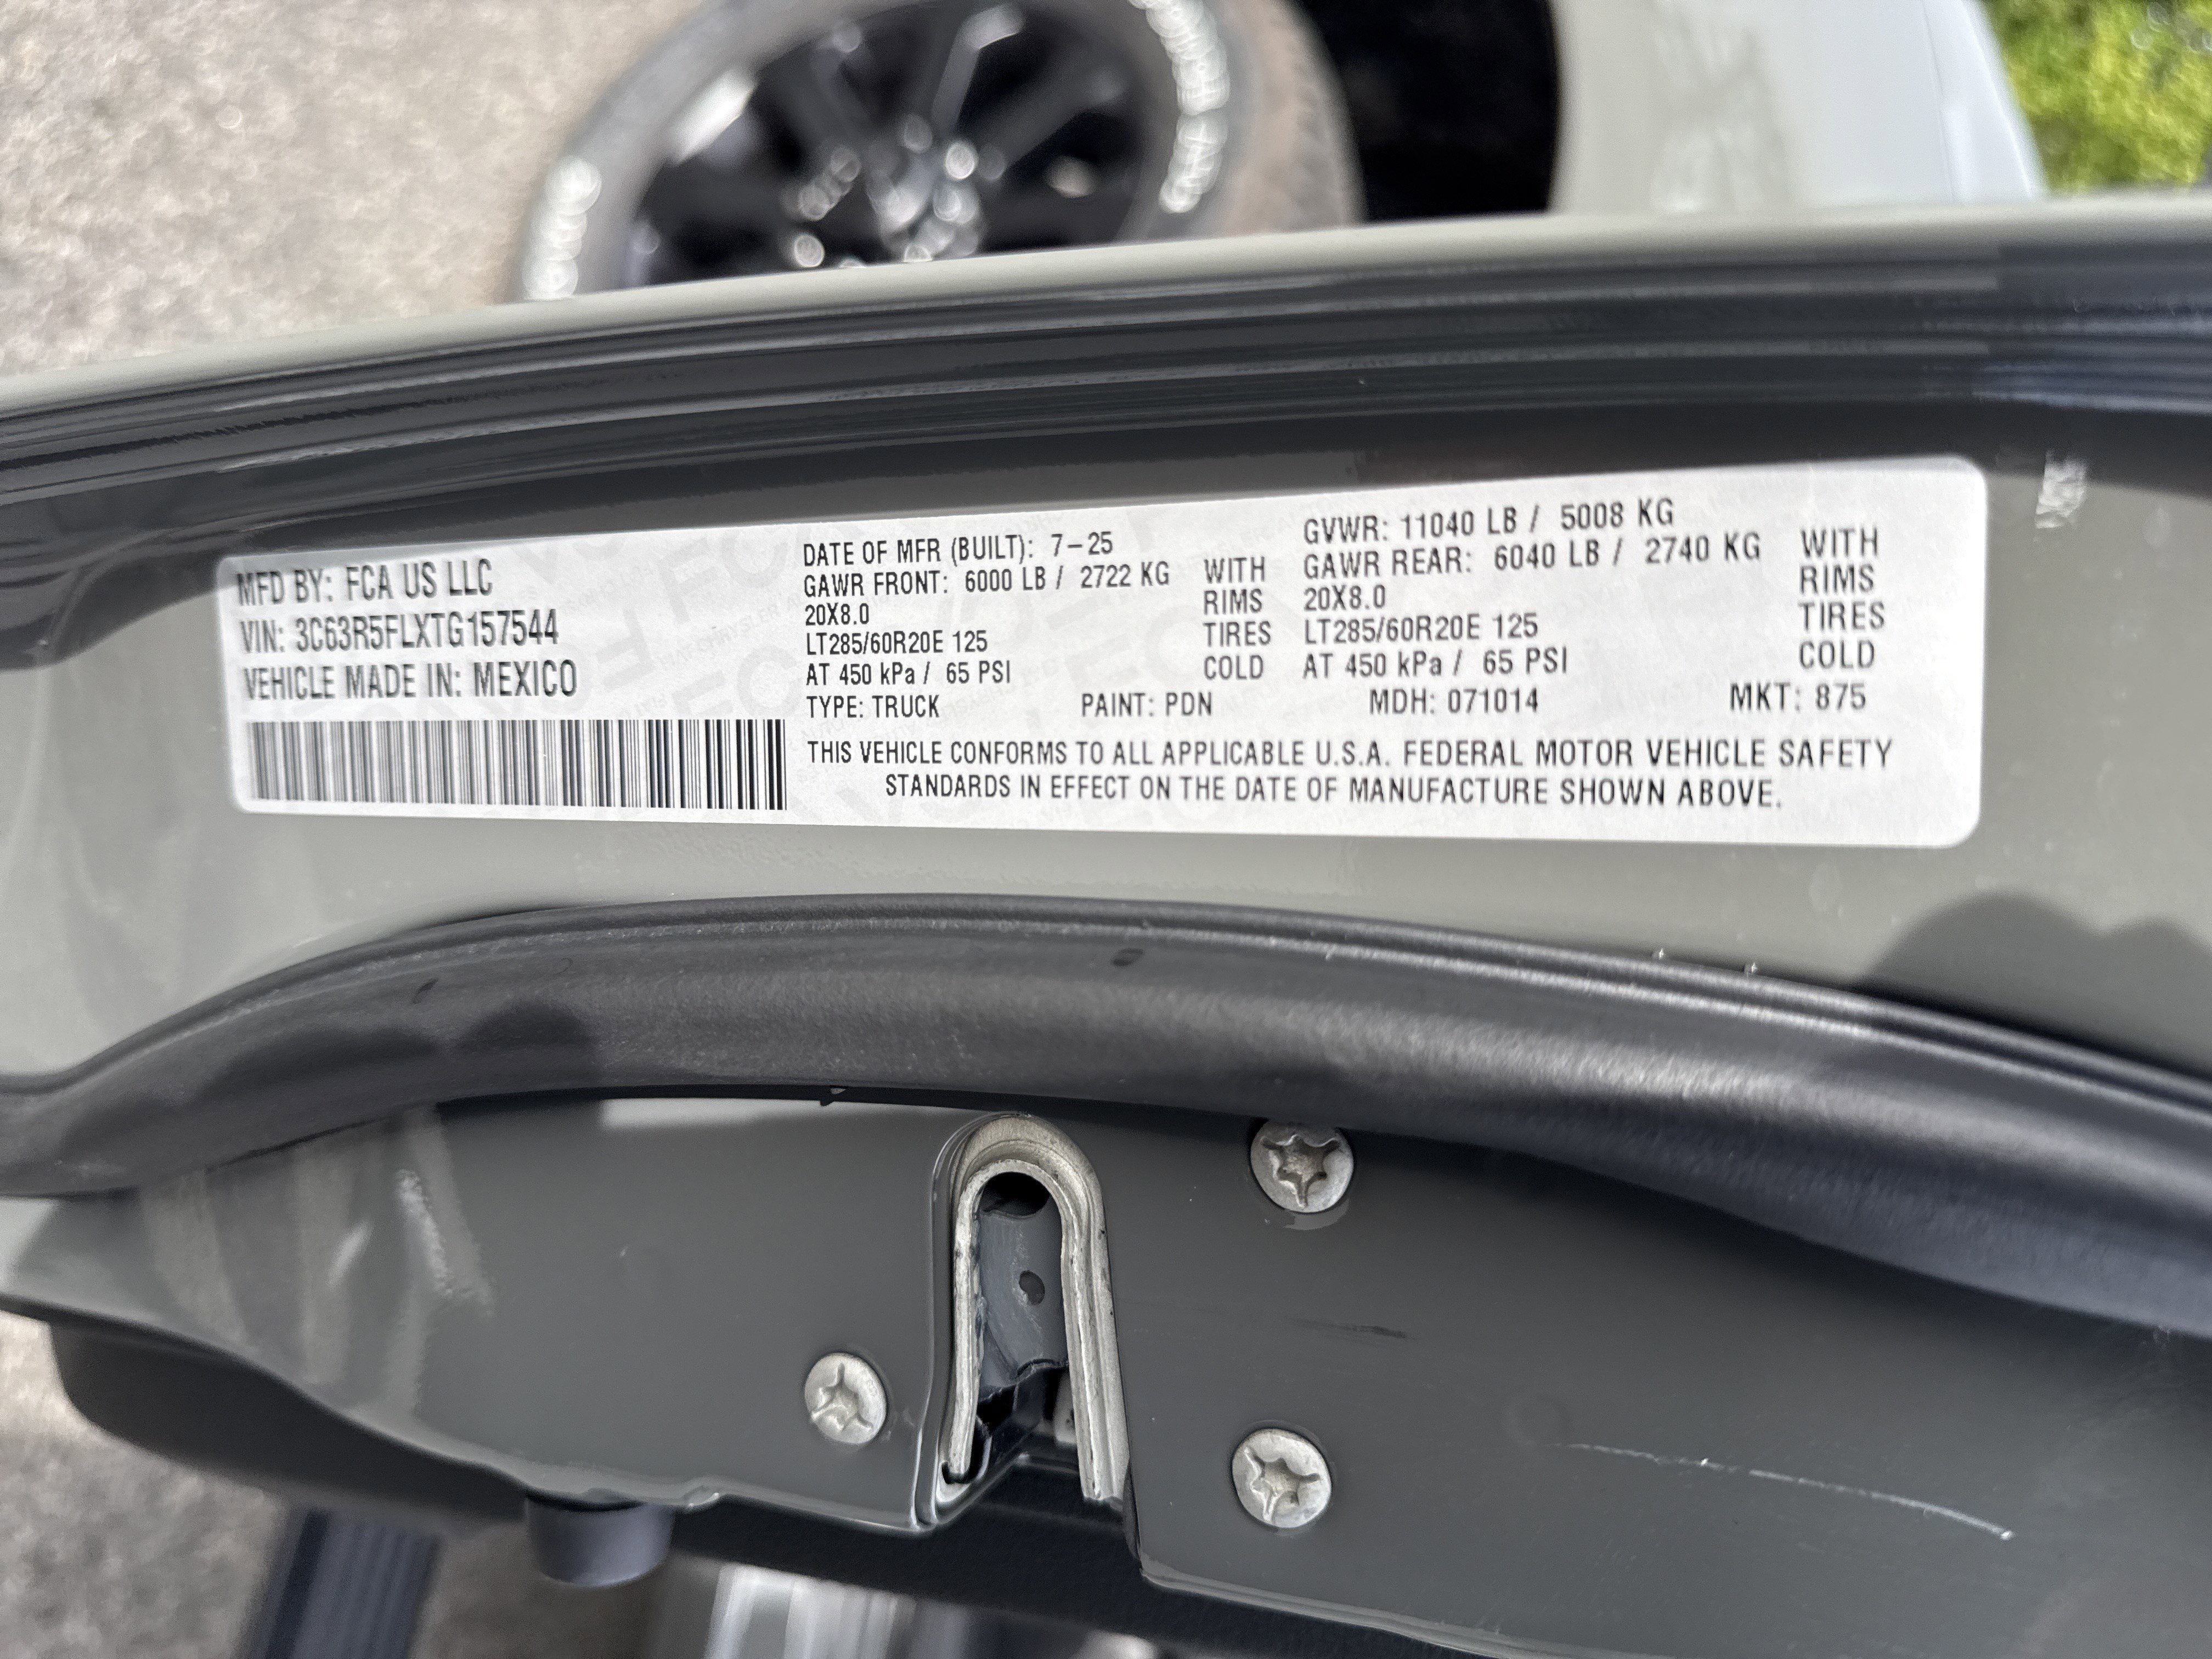 MFD BY: FCA US LLC
VIN: 3C63R5FLXTG157544
VEHICLE MADE IN: MEXICO
DATE OF MFR (BUILT): 7-25
GAWR FRONT: 6000 LB / 2722 KG WITH
20X8.0 RIMS
LT285/60R20E 125 TIRES
AT 450 kPa / 65 PSI COLD
GVWR: 11040 LB / 5008 KG
GAWR REAR: 6040 LB / 2740 KG WITH
20X8.0 RIMS
LT285/60R20E 125 TIRES
AT 450 kPa / 65 PSI COLD
TYPE: TRUCK PAINT: PDN MDH: 071014 MKT: 875
THIS VEHICLE CONFORMS TO ALL APPLICABLE U.S.A. FEDERAL MOTOR VEHICLE SAFETY
STANDARDS IN EFFECT ON THE DATE OF MANUFACTURE SHOWN ABOVE.